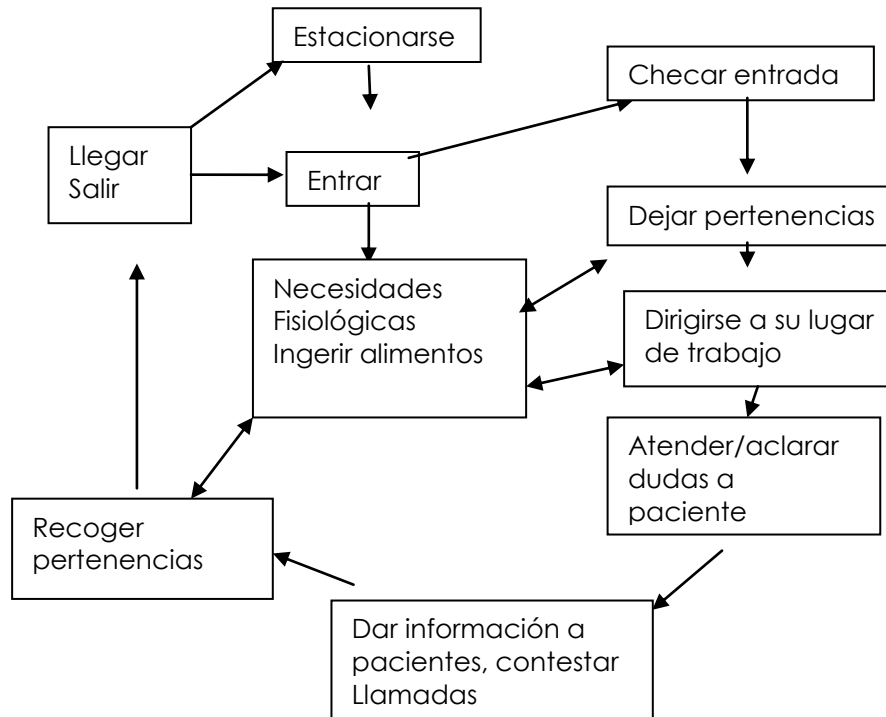 Estacionarse
Checar entrada
Llegar
Salir
Entrar
Dejar pertenencias
Necesidades
Fisiológicas
Ingerir alimentos
Dirigirse a su lugar
de trabajo
Atender/aclarar
dudas a
paciente
Recoger
pertenencias
Dar información a
pacientes, contestar
Llamadas